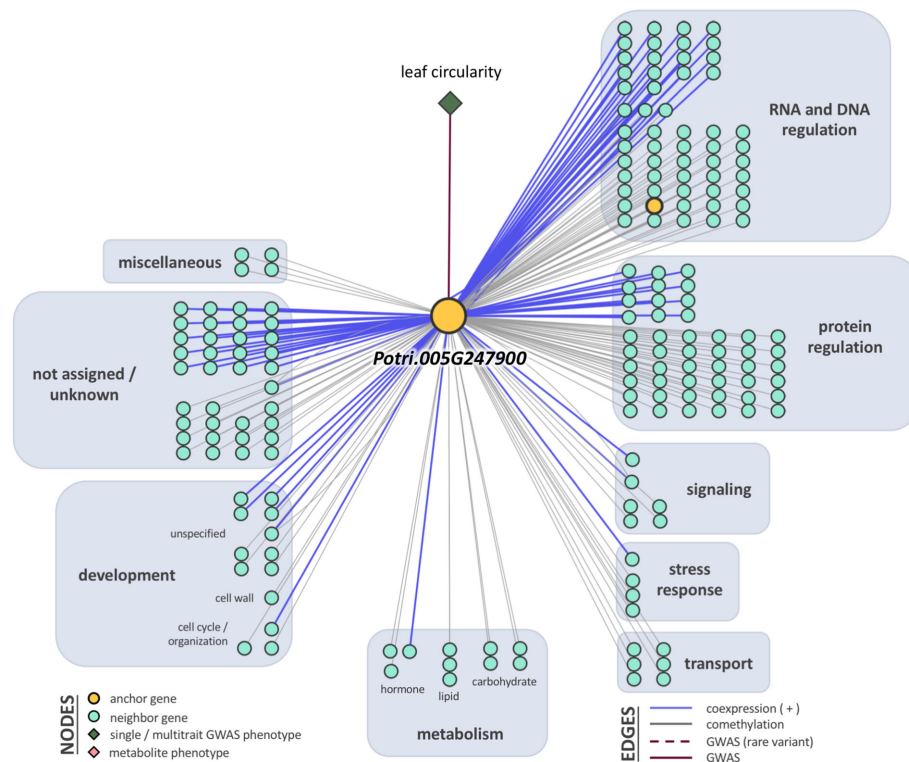 leaf circularity
RNA and DNA
regulation
miscellaneous
not assigned /
unknown
Potri.005G247900
protein
regulation
signaling
unspecified
development
cell wall
cell cycle /
organization
stress
response
transport
hormone
lipid
carbohydrate
metabolism
NODES
anchor gene
neighbor gene
single / multitrait GWAS phenotype
metabolite phenotype
EDGES
coexpression ( + )
comethylation
GWAS (rare variant)
GWAS